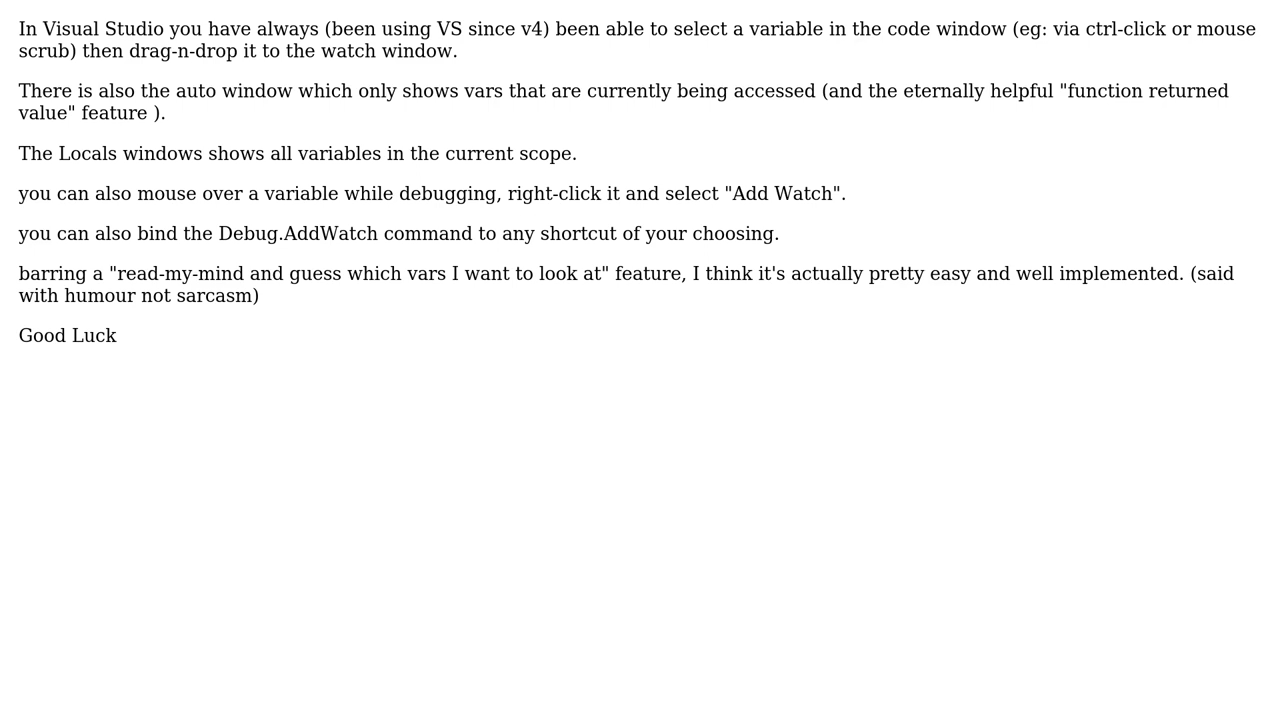 In Visual Studio you have always (been using VS since v4) been able to select a variable in the code window (eg: via ctrl-click or mouse
scrub) then drag-n-drop it to the watch window.
There is also the auto window which only shows vars that are currently being accessed (and the eternally helpful "function returned
value" feature ).
The Locals windows shows all variables in the current scope.
you can also mouse over a variable while debugging, right-click it and select "Add Watch".
you can also bind the Debug.AddWatch command to any shortcut of your choosing.
barring a "read-my-mind and guess which vars I want to look at" feature, I think it's actually pretty easy and well implemented. (said
with humour not sarcasm)
Good Luck